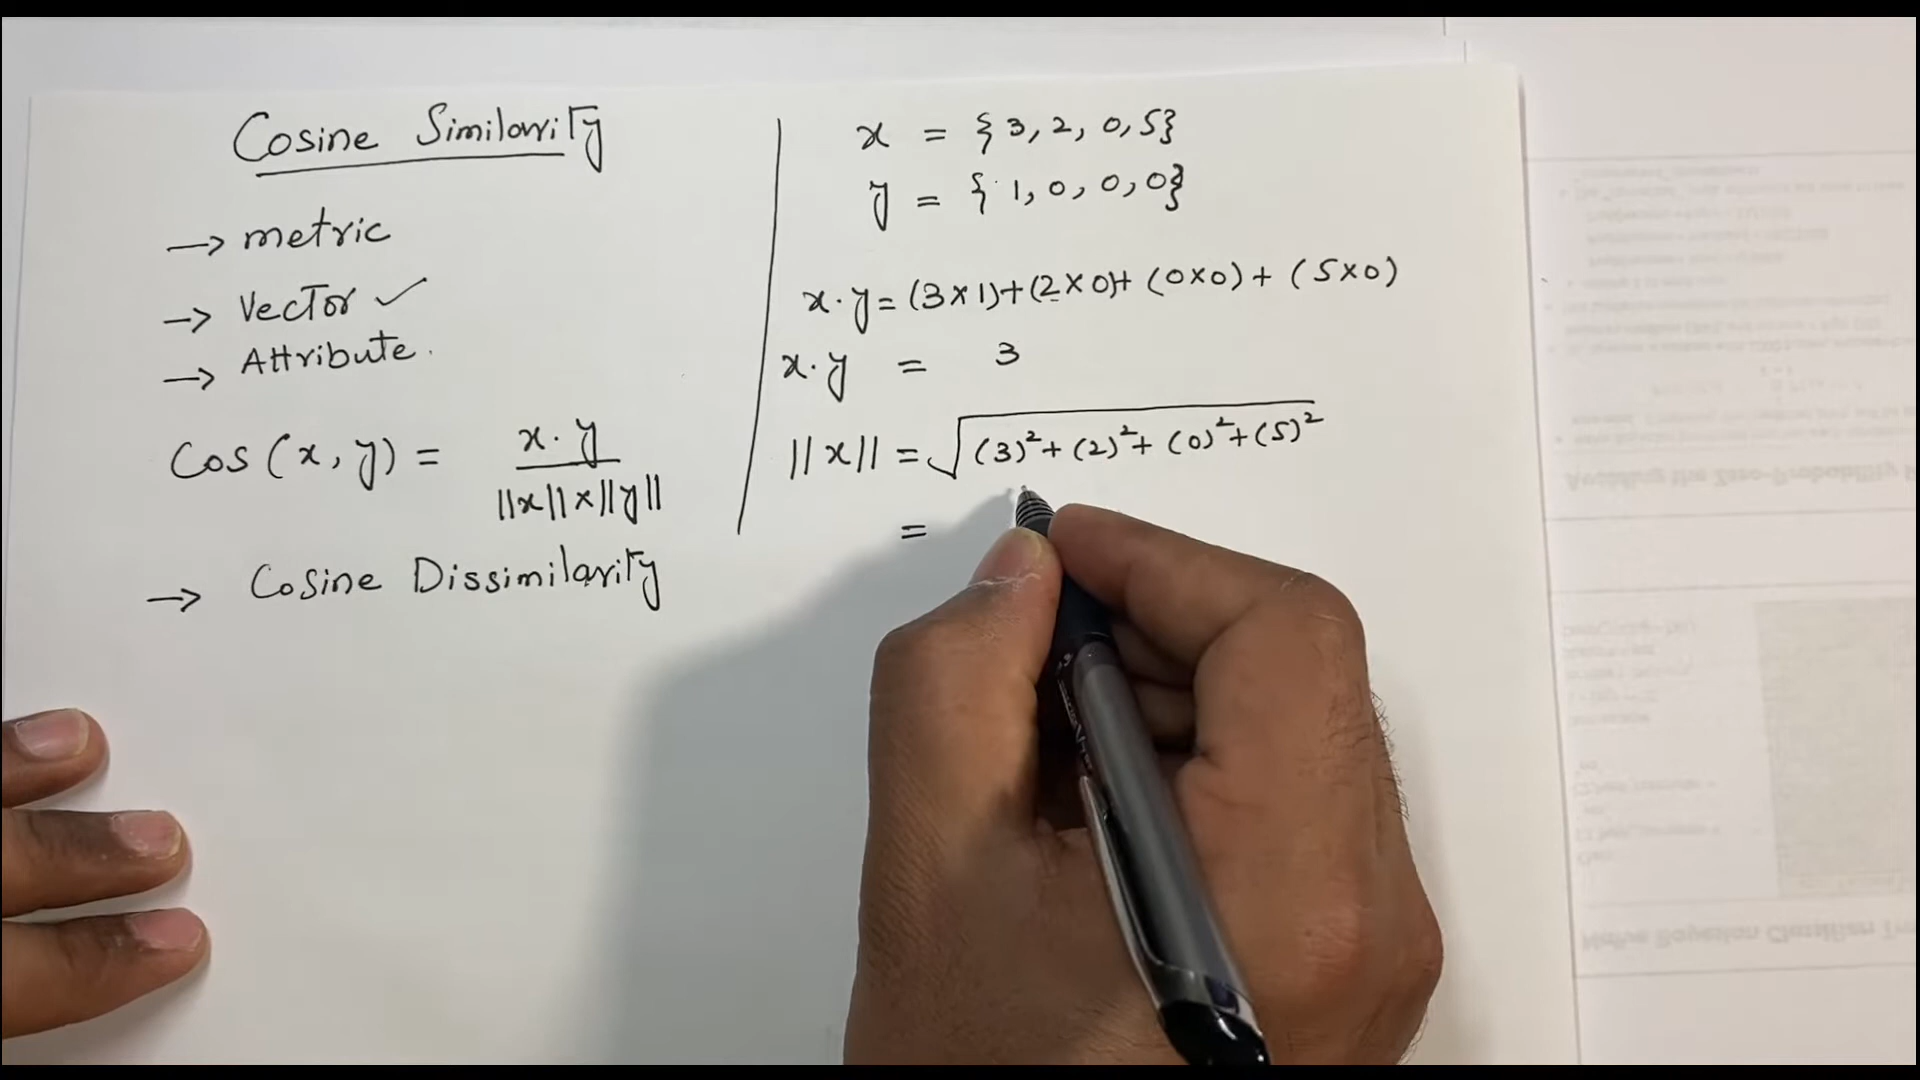 Cosine Similarity
→ metric
→ Vector ✓
→ Attribute.
Cos (x, y) = x · y / ||x|| x ||y||
→ Cosine Dissimilarity
x = {3, 2, 0, 5}
y = {1, 0, 0, 0}
x · y = (3 × 1) + (2 × 0) + (0 × 0) + (5 × 0)
x · y = 3
||x|| = √(3)² + (2)² + (0)² + (5)²
=